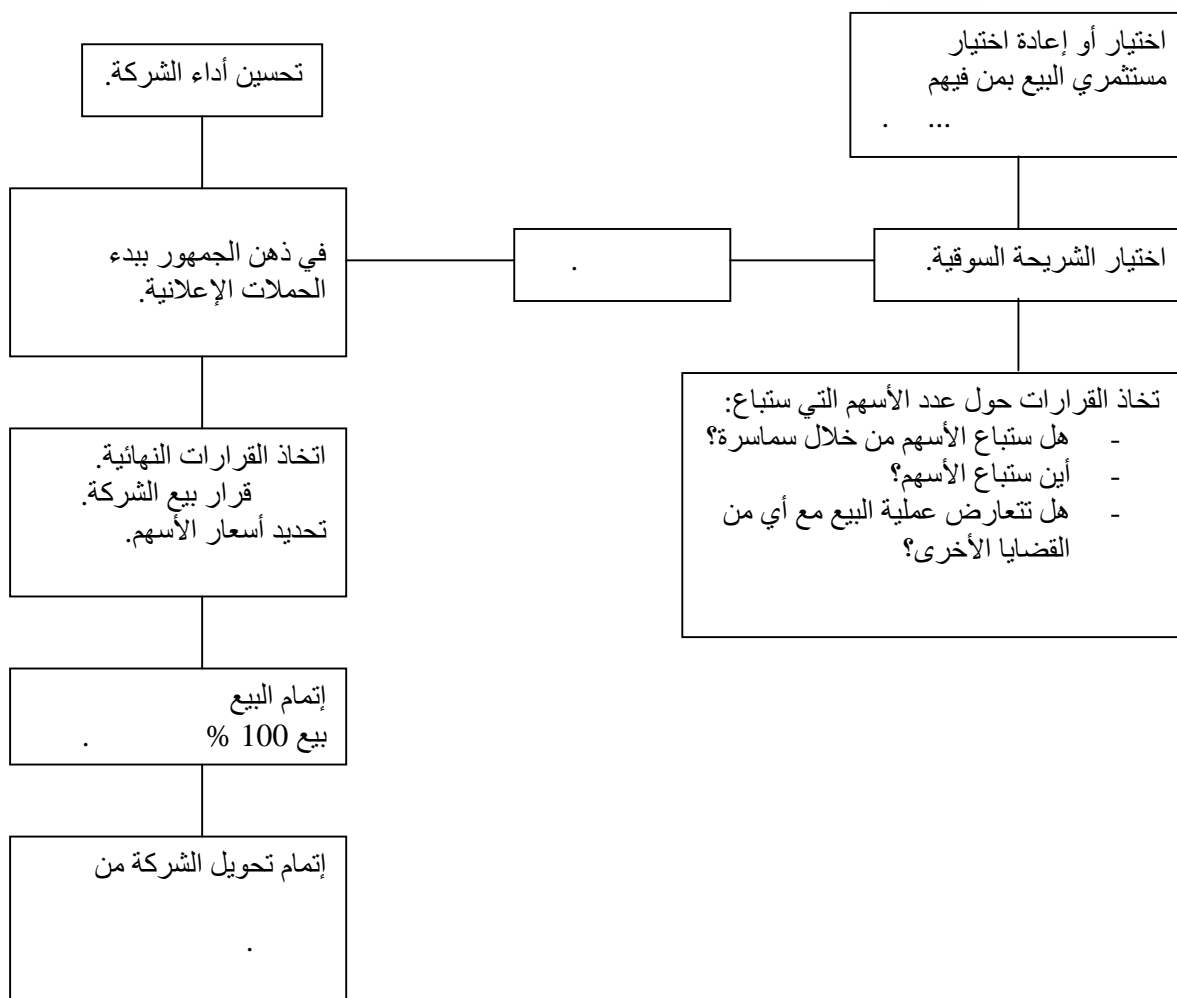 اختيار أو إعادة اختيار
مستثمري البيع بمن فيهم
... .
تحسين أداء الشركة.
اختيار الشريحة السوقية.
.
في ذهن الجمهور ببدء
الحملات الإعلانية.
تخاذ القرارات حول عدد الأسهم التي ستباع:
- هل ستباع الأسهم من خلال سماسرة؟
- أين ستباع الأسهم؟
- هل تتعارض عملية البيع مع أي من
القضايا الأخرى؟
اتخاذ القرارات النهائية.
قرار بيع الشركة.
تحديد أسعار الأسهم.
إتمام البيع
بيع 100 % .
إتمام تحويل الشركة من
.